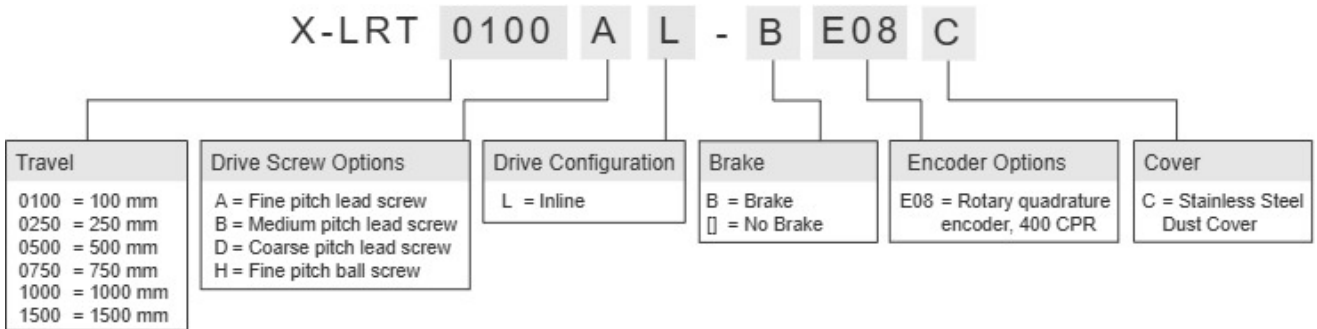 X-LRT 0100 A L - B E08 C
Travel
0100 = 100 mm
0250 = 250 mm
0500 = 500 mm
0750 = 750 mm
1000 = 1000 mm
1500 = 1500 mm
Drive Screw Options
A = Fine pitch lead screw
B = Medium pitch lead screw
D = Coarse pitch lead screw
H = Fine pitch ball screw
Drive Configuration
L = Inline
Brake
B = Brake
[] = No Brake
Encoder Options
E08 = Rotary quadrature
encoder, 400 CPR
Cover
C = Stainless Steel
Dust Cover